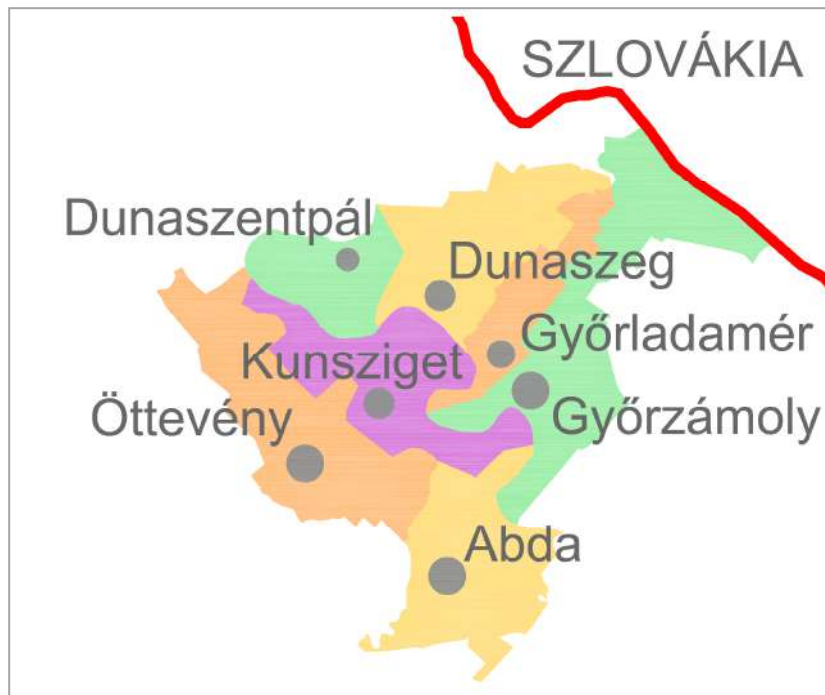 SZLOVÁKIA
Dunaszentpál
Dunaszeg
Győrladamér
Kunsziget
Öttevény
Győrzámoly
Abda